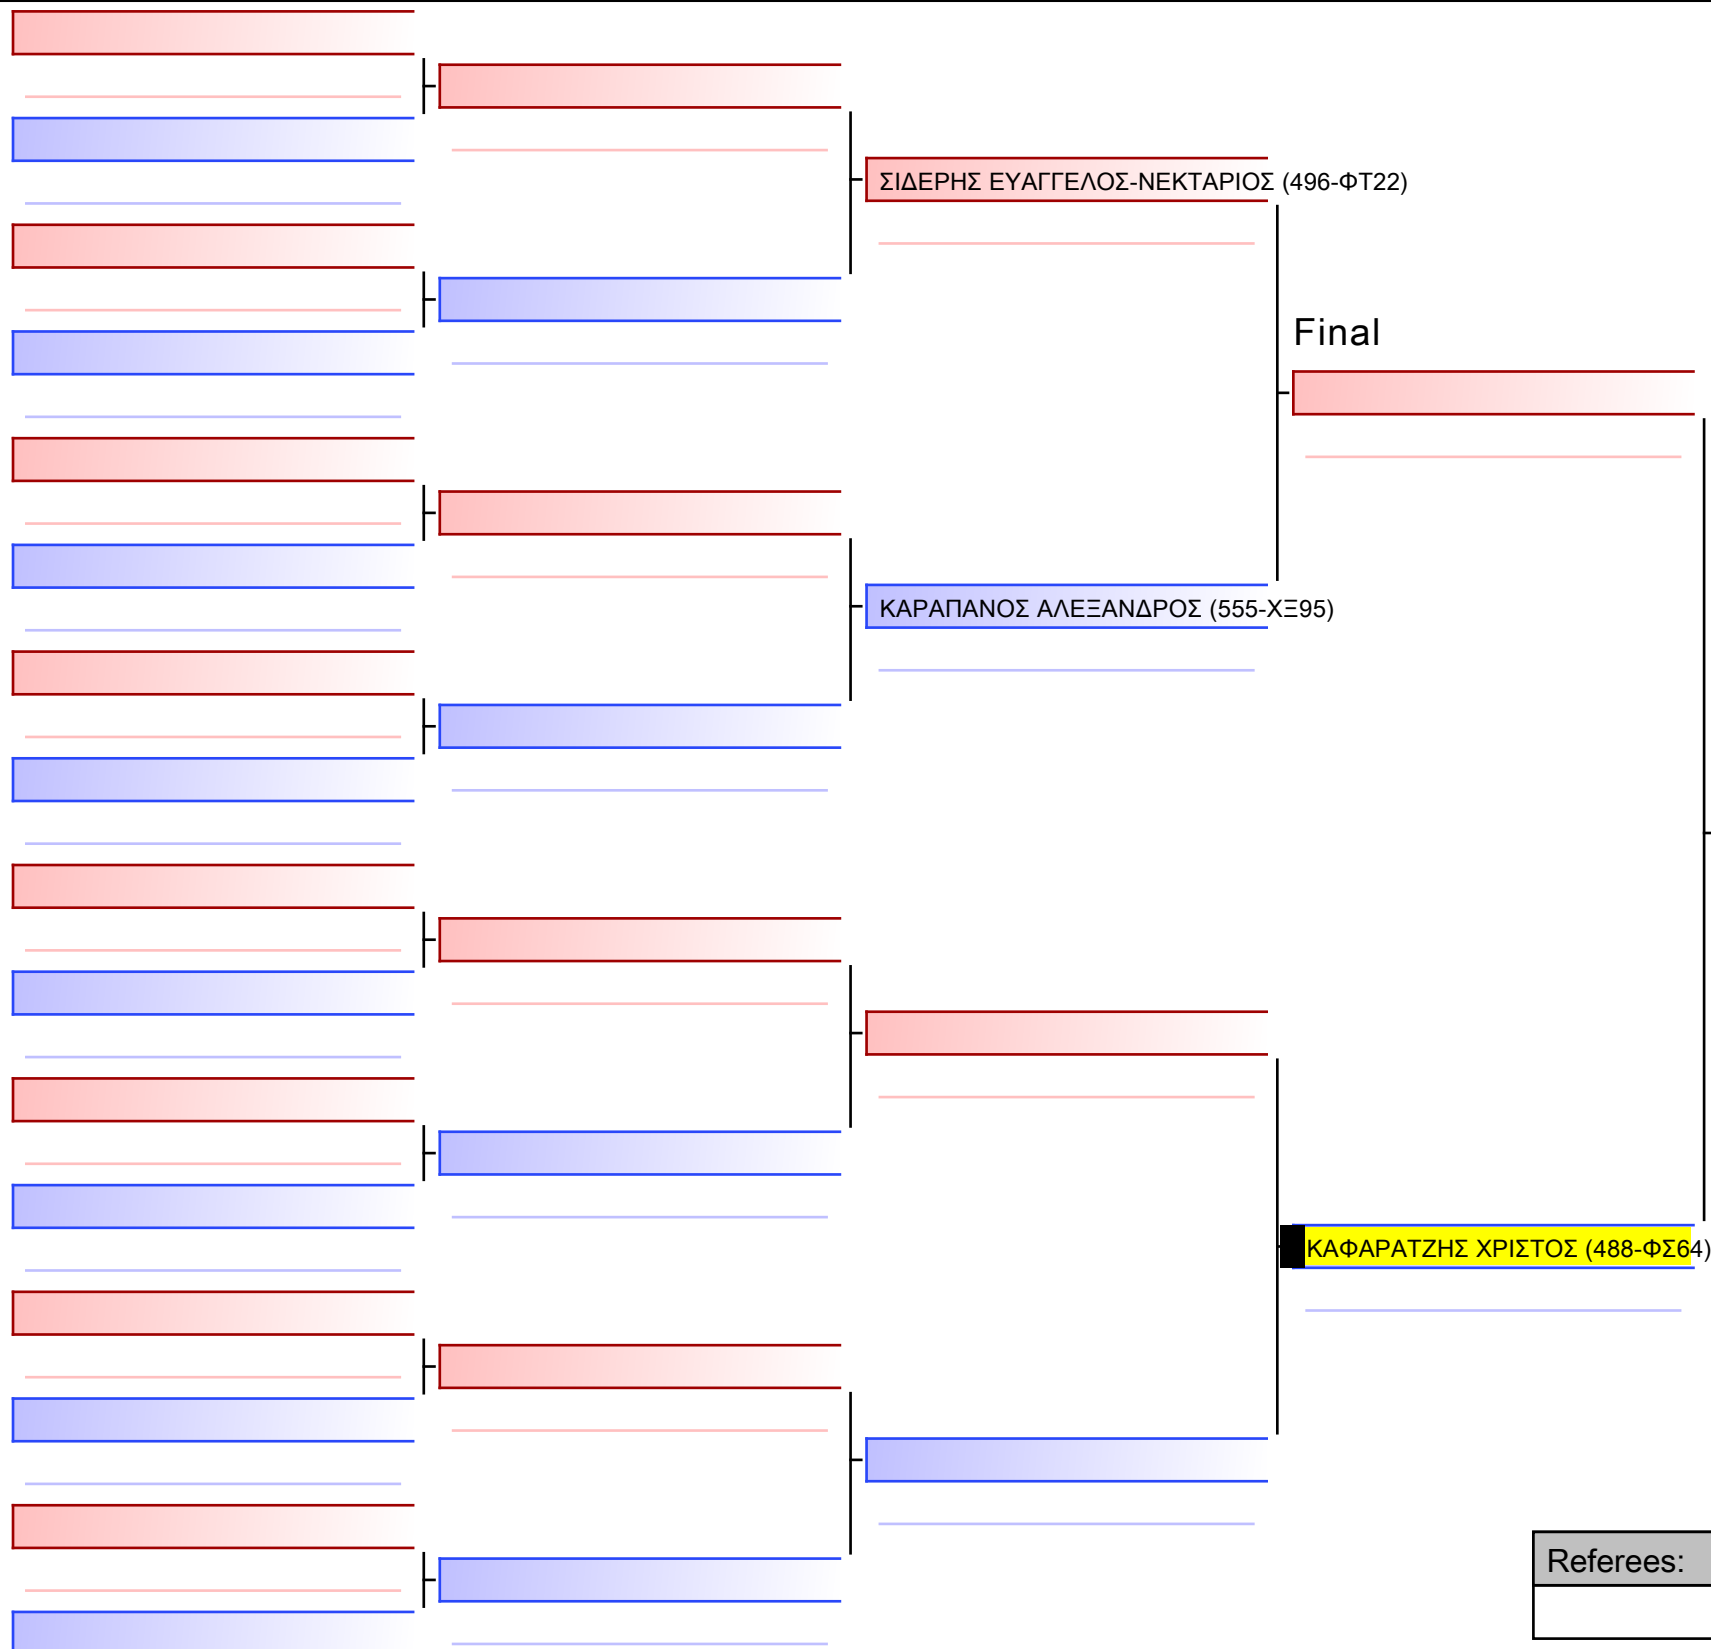 ΣΙΔΕΡΗΣ ΕΥΑΓΓΕΛΟΣ-ΝΕΚΤΑΡΙΟΣ (496-ΦΤ22)
Final
ΚΑΡΑΠΑΝΟΣ ΑΛΕΞΑΝΔΡΟΣ (555-ΧΞ95)
ΚΑΦΑΡΑΤΖΗΣ ΧΡΙΣΤΟΣ (488-ΦΣ64)
Referees: